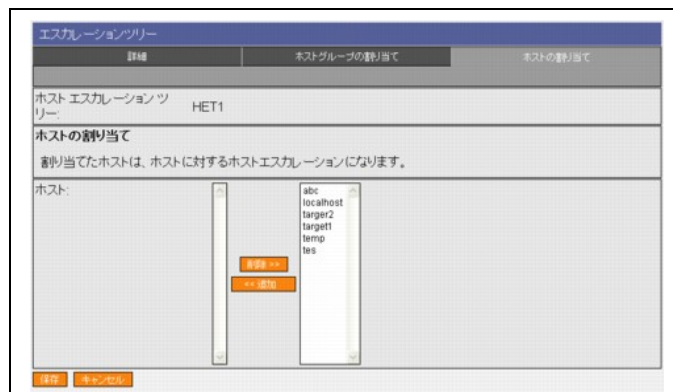 エスカレーションツリー
詳細 ホストグループの割り当て ホストの割り当て
ホスト エスカレーション ツ
リー: HET1
ホストの割り当て
割り当てたホストは、ホストに対するホストエスカレーションになります。
ホスト:
abc
localhost
targer2
target1
temp
tes
削除 >>
<< 追加
保存 キャンセル